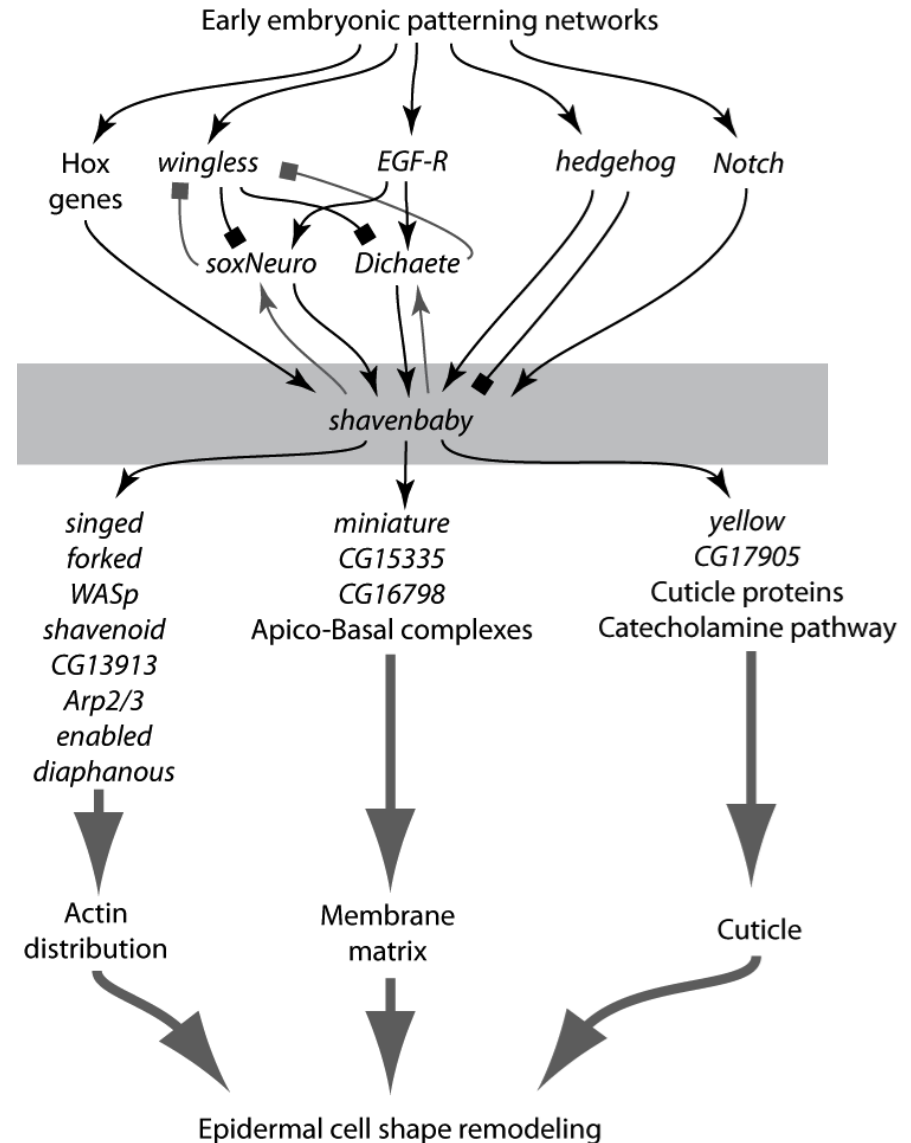 Early embryonic patterning networks
Hox
genes
wingless
EGF-R
hedgehog
Notch
soxNeuro
Dichaete
shavenbaby
singed
forked
WASp
shavenoid
CG13913
Arp2/3
enabled
diaphanous
miniature
CG15335
CG16798
Apico-Basal complexes
yellow
CG17905
Cuticle proteins
Catecholamine pathway
Actin
distribution
Membrane
matrix
Cuticle
Epidermal cell shape remodeling